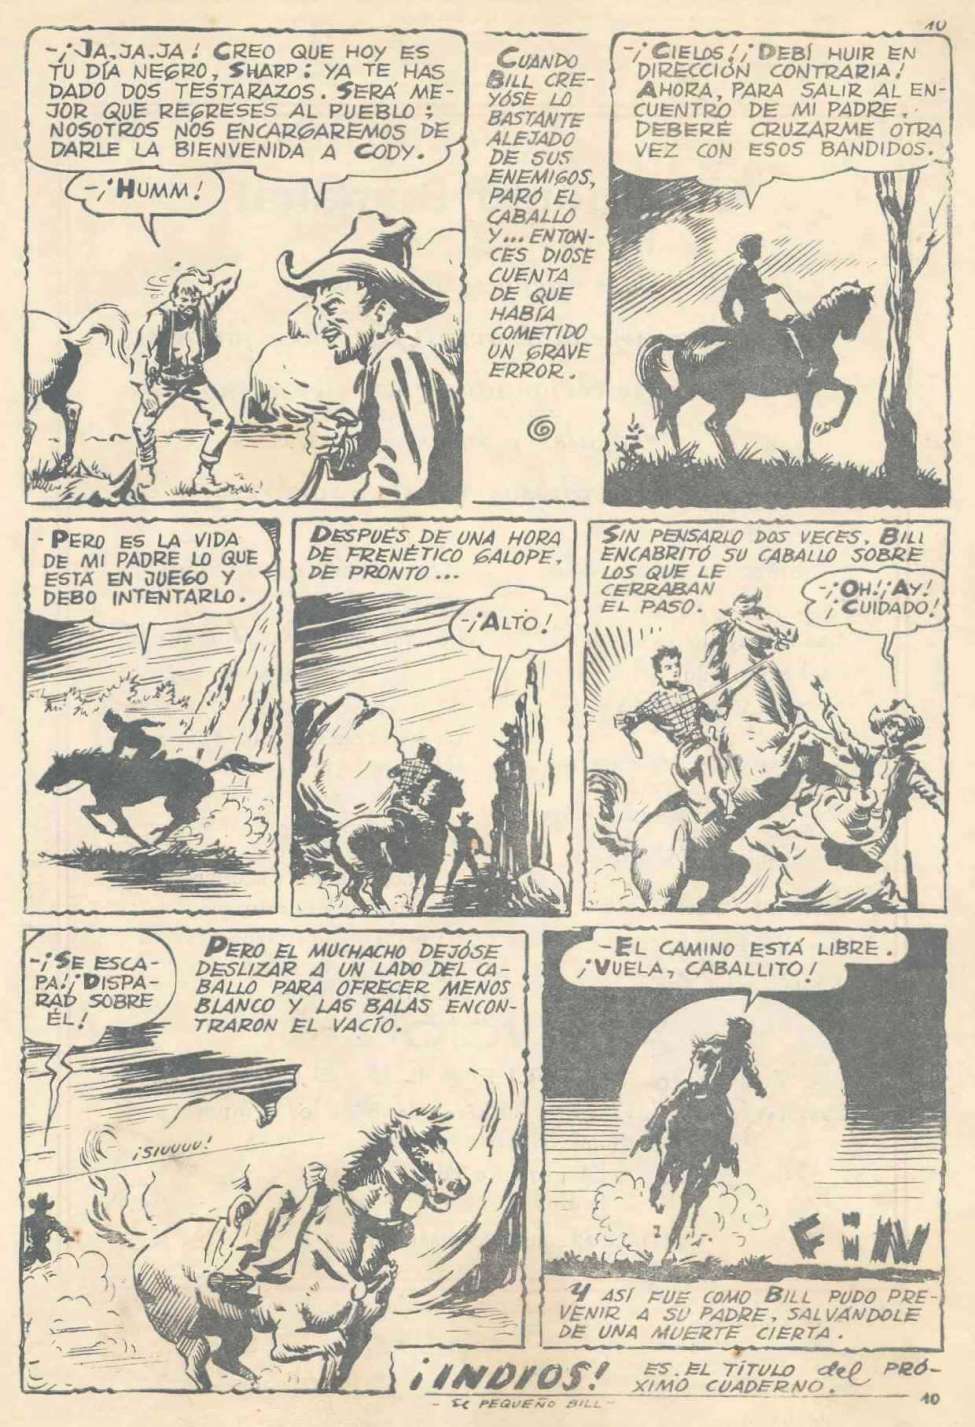 10
-¡JA, JA, JA! CREO QUE HOY ES
TU DÍA NEGRO, SHARP: YA TE HAS
DADO DOS TESTARAZOS. SERÁ ME-
JOR QUE REGRESES AL PUEBLO;
NOSOTROS NOS ENCARGAREMOS DE
DARLE LA BIENVENIDA A CODY.
-¡HUMM!
CUANDO
BILL CRE-
YÓSE LO
BASTANTE
ALEJADO
DE SUS
ENEMIGOS,
PARÓ EL
CABALLO
Y... ENTON-
CES DIOSE
CUENTA
DE QUE
HABÍA
COMETIDO
UN GRAVE
ERROR.
-¡CIELOS! ¡DEBÍ HUIR EN
DIRECCIÓN CONTRARIA!
AHORA, PARA SALIR AL EN-
CUENTRO DE MI PADRE,
DEBERÉ CRUZARME OTRA
VEZ CON ESOS BANDIDOS.
-PERO ES LA VIDA
DE MI PADRE LO QUE
ESTÁ EN JUEGO Y
DEBO INTENTARLO.
DESPUÉS DE UNA HORA
DE FRENÉTICO GALOPE,
DE PRONTO...
-¡ALTO!
SIN PENSARLO DOS VECES, BILL
ENCABRITÓ SU CABALLO SOBRE
LOS QUE LE
CERRABAN
EL PASO.
-¡OH! ¡AY!
¡CUIDADO!
-¡SE ESCA-
PA! ¡DISPA-
RAD SOBRE
ÉL!
PERO EL MUCHACHO DEJÓSE
DESLIZAR A UN LADO DEL CA-
BALLO PARA OFRECER MENOS
BLANCO Y LAS BALAS ENCON-
TRARON EL VACÍO.
¡SIUUUU!
-EL CAMINO ESTÁ LIBRE.
¡VUELA, CABALLITO!
FIN
Y ASÍ FUE COMO BILL PUDO PRE-
VENIR A SU PADRE, SALVÁNDOLE
DE UNA MUERTE CIERTA.
¡INDIOS! ES EL TÍTULO del PRÓ-
XIMO CUADERNO.
- EL PEQUEÑO BILL -
10